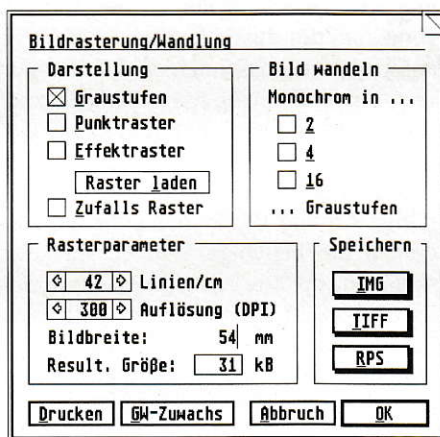 Bildrasterung/Wandlung
Darstellung
Graustufen
Punktraster
Effektraster
Raster laden
Zufalls Raster
Bild wandeln
Monochrom in ...
2
4
16
... Graustufen
Rasterparameter
42 Linien/cm
300 Auflösung (DPI)
Bildbreite: 54 mm
Result. Größe: 31 kB
Speichern
IMG
TIFF
RPS
Drucken GW-Zuwachs Abbruch OK